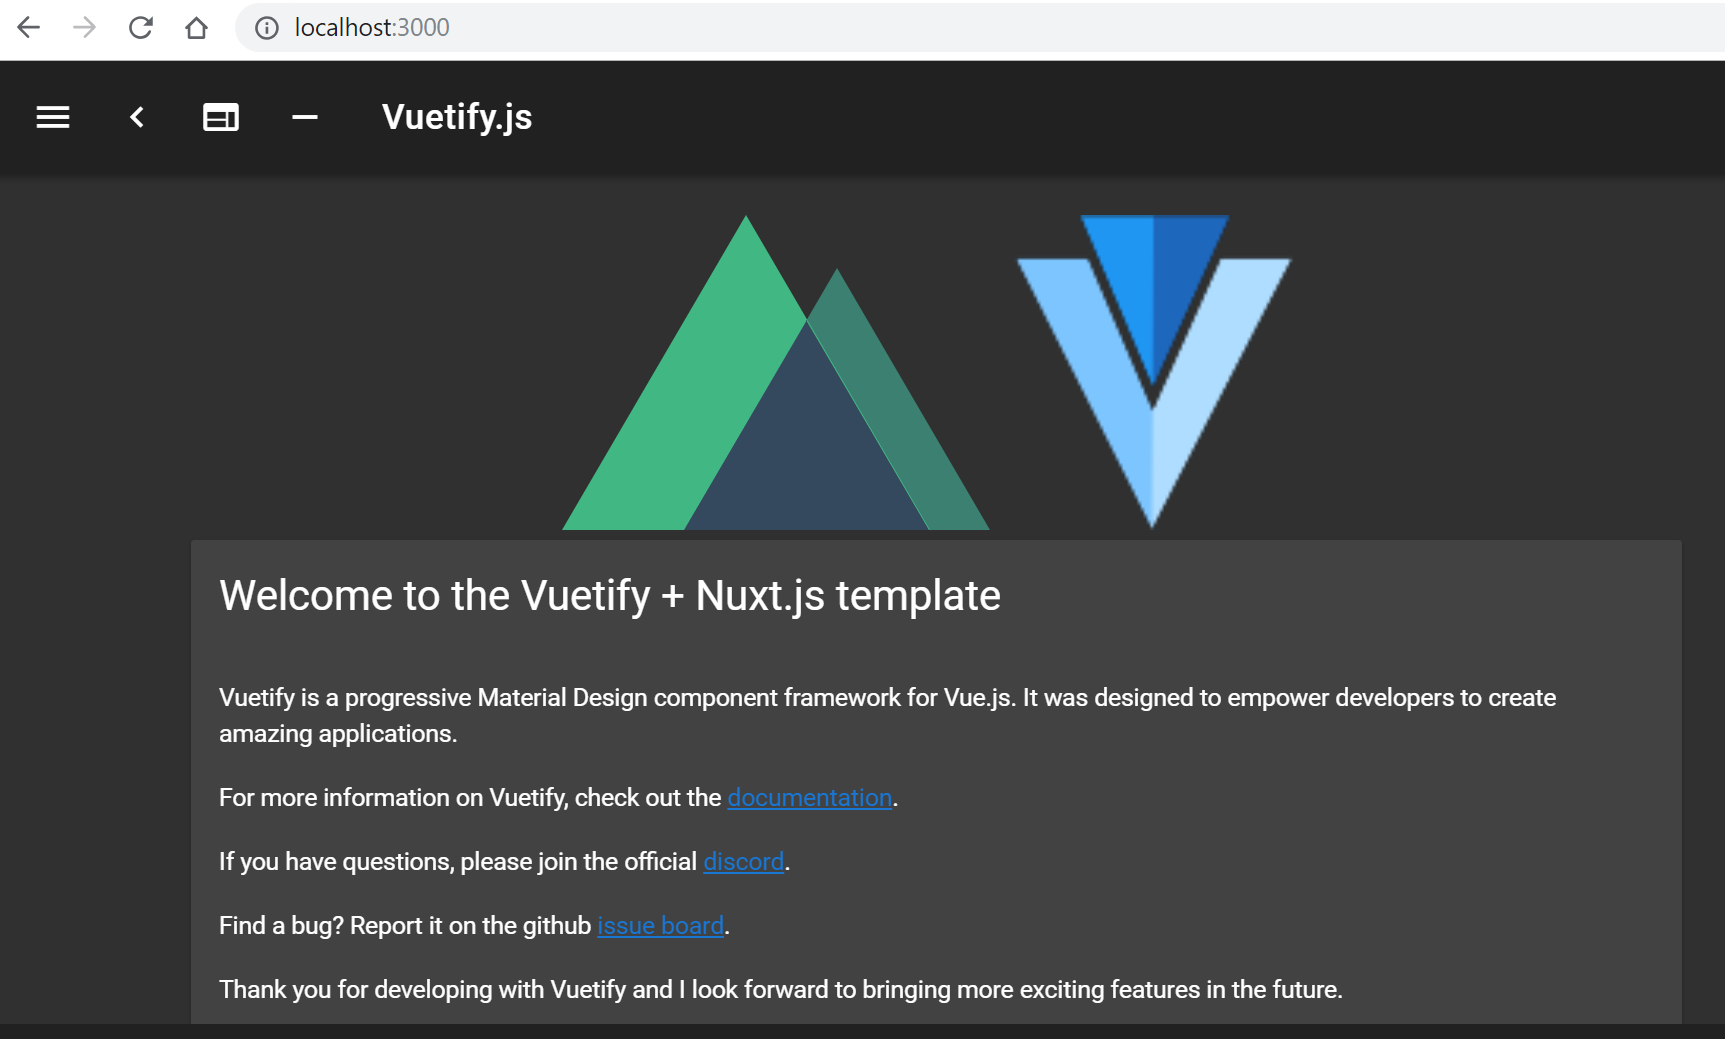 localhost:3000
Vuetify.js
Welcome to the Vuetify + Nuxt.js template
Vuetify is a progressive Material Design component framework for Vue.js. It was designed to empower developers to create
amazing applications.
For more information on Vuetify, check out the documentation.
If you have questions, please join the official discord.
Find a bug? Report it on the github issue board.
Thank you for developing with Vuetify and I look forward to bringing more exciting features in the future.